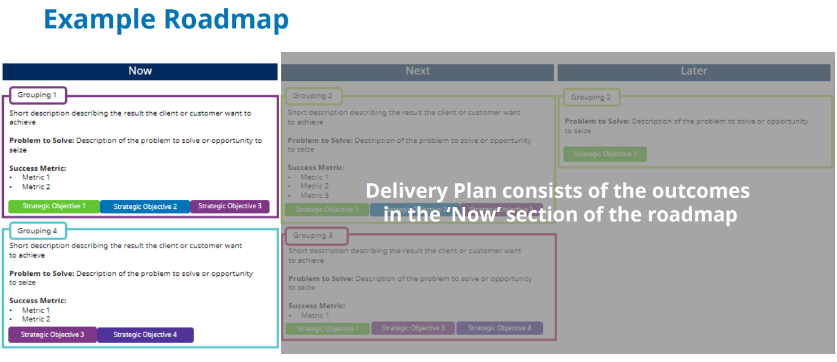 Example Roadmap
Now
Grouping 1
Short description describing the result the client or customer want to
achieve
Problem to Solve: Description of the problem to solve or opportunity to
seize
Success Metric:
• Metric 1
• Metric 2
Strategic Objective 1 Strategic Objective 2 Strategic Objective 3
Grouping 4
Short description describing the result the client or customer want
to achieve
Problem to Solve: Description of the problem to solve or opportunity
to seize
Success Metric:
• Metric 1
• Metric 2
Strategic Objective 3 Strategic Objective 4
Next
Grouping 2
Short description describing the result the client or customer want
to achieve
Problem to Solve: Description of the problem to solve or opportunity
to seize
Success Metric:
• Metric 1
• Metric 2
• Metric 3
Strategic Objective 1
Grouping 3
Short description describing the result the client or customer want
to achieve
Problem to Solve: Description of the problem to solve or opportunity
to seize
Success Metric:
• Metric 1
Strategic Objective 1 Strategic Objective 3 Strategic Objective 4
Later
Grouping 2
Problem to Solve: Description of the problem to solve or opportunity
to seize
Strategic Objective 1
Delivery Plan consists of the outcomes
in the ‘Now’ section of the roadmap